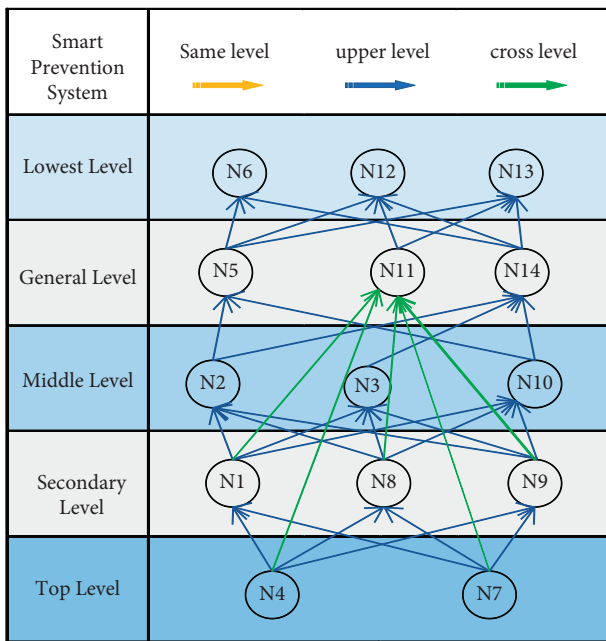 Smart
Prevention
System
Same level
upper level
cross level
Lowest Level
N6
N12
N13
General Level
N5
N11
N14
Middle Level
N2
N3
N10
Secondary
Level
N1
N8
N9
Top Level
N4
N7